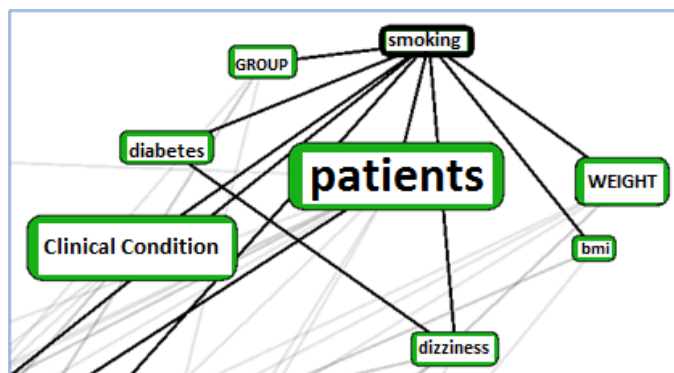 smoking
GROUP
diabetes
patients
WEIGHT
Clinical Condition
bmi
dizziness